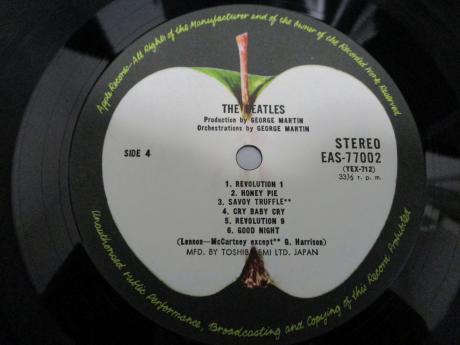 Apple Records–All Rights of the Manufacturer and of the Owner of the Recorded Work Reserved
THE BEATLES
Production by GEORGE MARTIN
Orchestrations by GEORGE MARTIN
SIDE 4
STEREO
EAS-77002
(YEX-712)
33⅓ r. p. m.
1. REVOLUTION 1
2. HONEY PIE
3. SAVOY TRUFFLE**
4. CRY BABY CRY
5. REVOLUTION 9
6. GOOD NIGHT
(Lennon—McCartney except** G. Harrison)
MFD. BY TOSHIBA EMI LTD. JAPAN
Unauthorised Public Performance, Broadcasting and Copying of this Record Prohibited